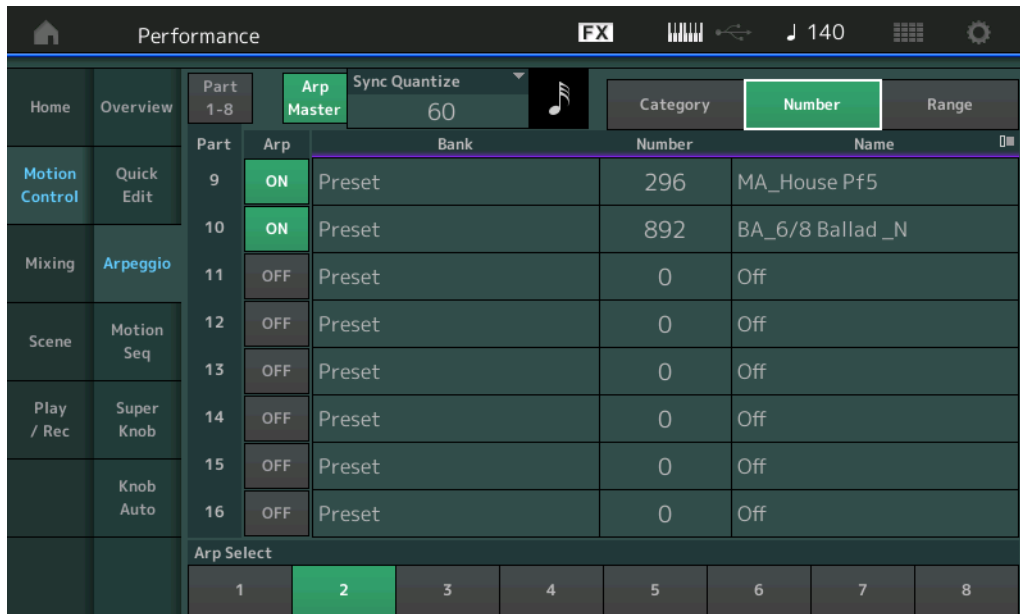 Performance FX 140
Home Overview Part 1-8 Arp Master Sync Quantize 60 Category Number Range
Part Arp Bank Number Name
Motion Control Quick Edit 9 ON Preset 296 MA_House Pf5
10 ON Preset 892 BA_6/8 Ballad _N
Mixing Arpeggio 11 OFF Preset 0 Off
Scene Motion Seq 12 OFF Preset 0 Off
13 OFF Preset 0 Off
Play / Rec Super Knob 14 OFF Preset 0 Off
15 OFF Preset 0 Off
Knob Auto 16 OFF Preset 0 Off
Arp Select
1 2 3 4 5 6 7 8